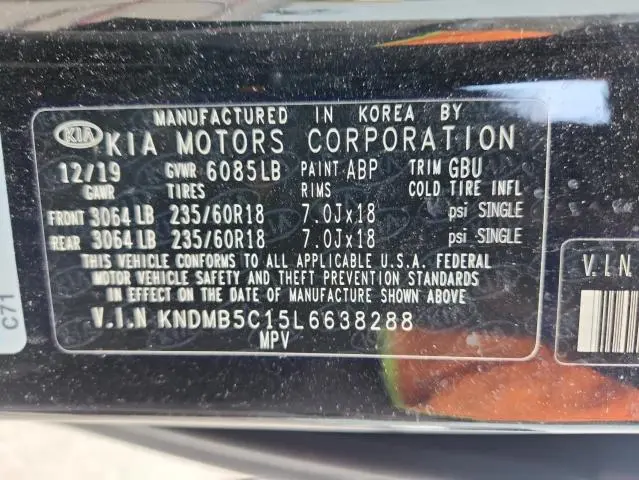 MANUFACTURED IN KOREA BY
KIA KIA MOTORS CORPORATION
12/19 GVWR 6085LB PAINT ABP TRIM GBU
GAWR TIRES RIMS COLD TIRE INFL
FRONT 3064 LB 235/60R18 7.0Jx18 psi SINGLE
REAR 3064 LB 235/60R18 7.0Jx18 psi SINGLE
THIS VEHICLE CONFORMS TO ALL APPLICABLE U.S.A. FEDERAL
MOTOR VEHICLE SAFETY AND THEFT PREVENTION STANDARDS
IN EFFECT ON THE DATE OF MANUFACTURE SHOWN ABOVE
V.I.N KNDMB5C15L6638288
MPV
C71
V.I.N